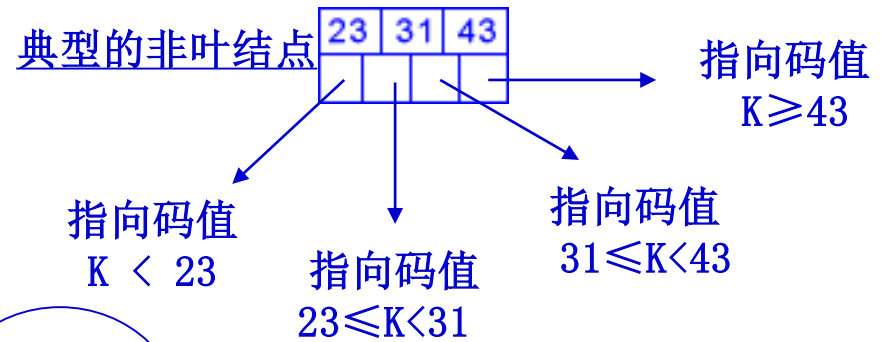 典型的非叶结点
23 31 43
指向码值
K≥43
指向码值
K < 23
指向码值
23≤K<31
指向码值
31≤K<43